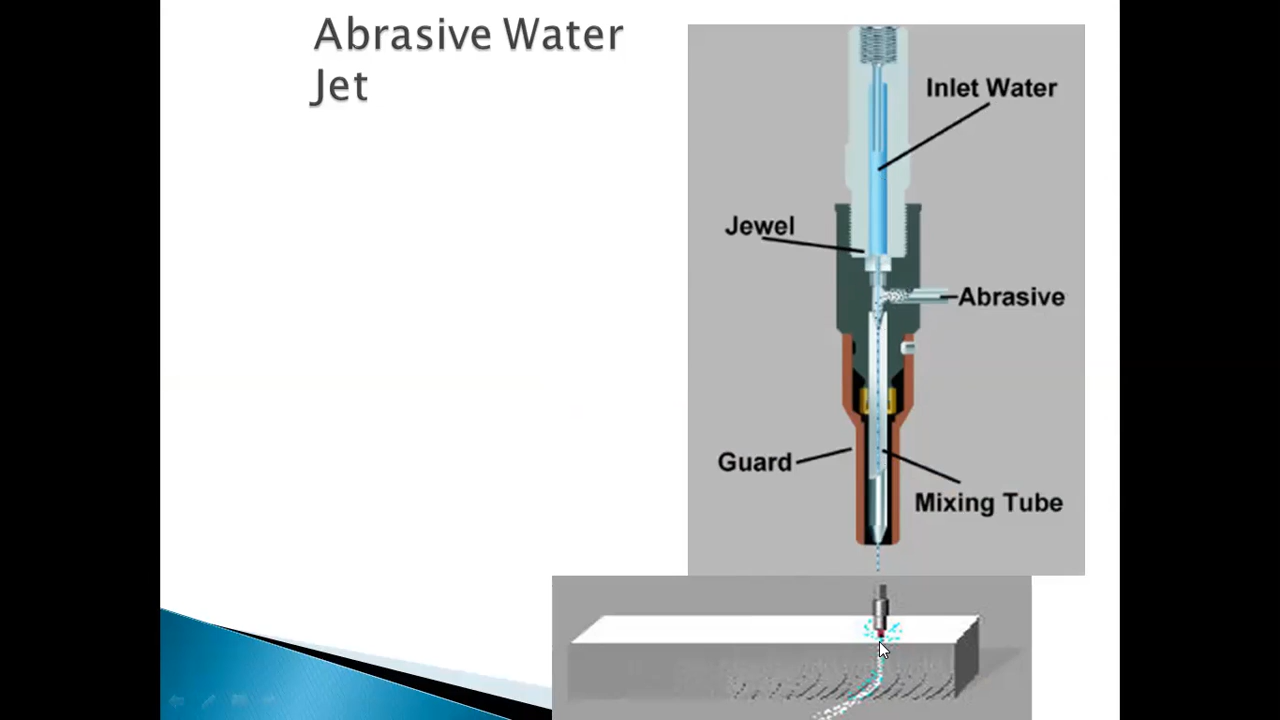 Abrasive Water
Jet
Inlet Water
Jewel
Abrasive
Guard
Mixing Tube